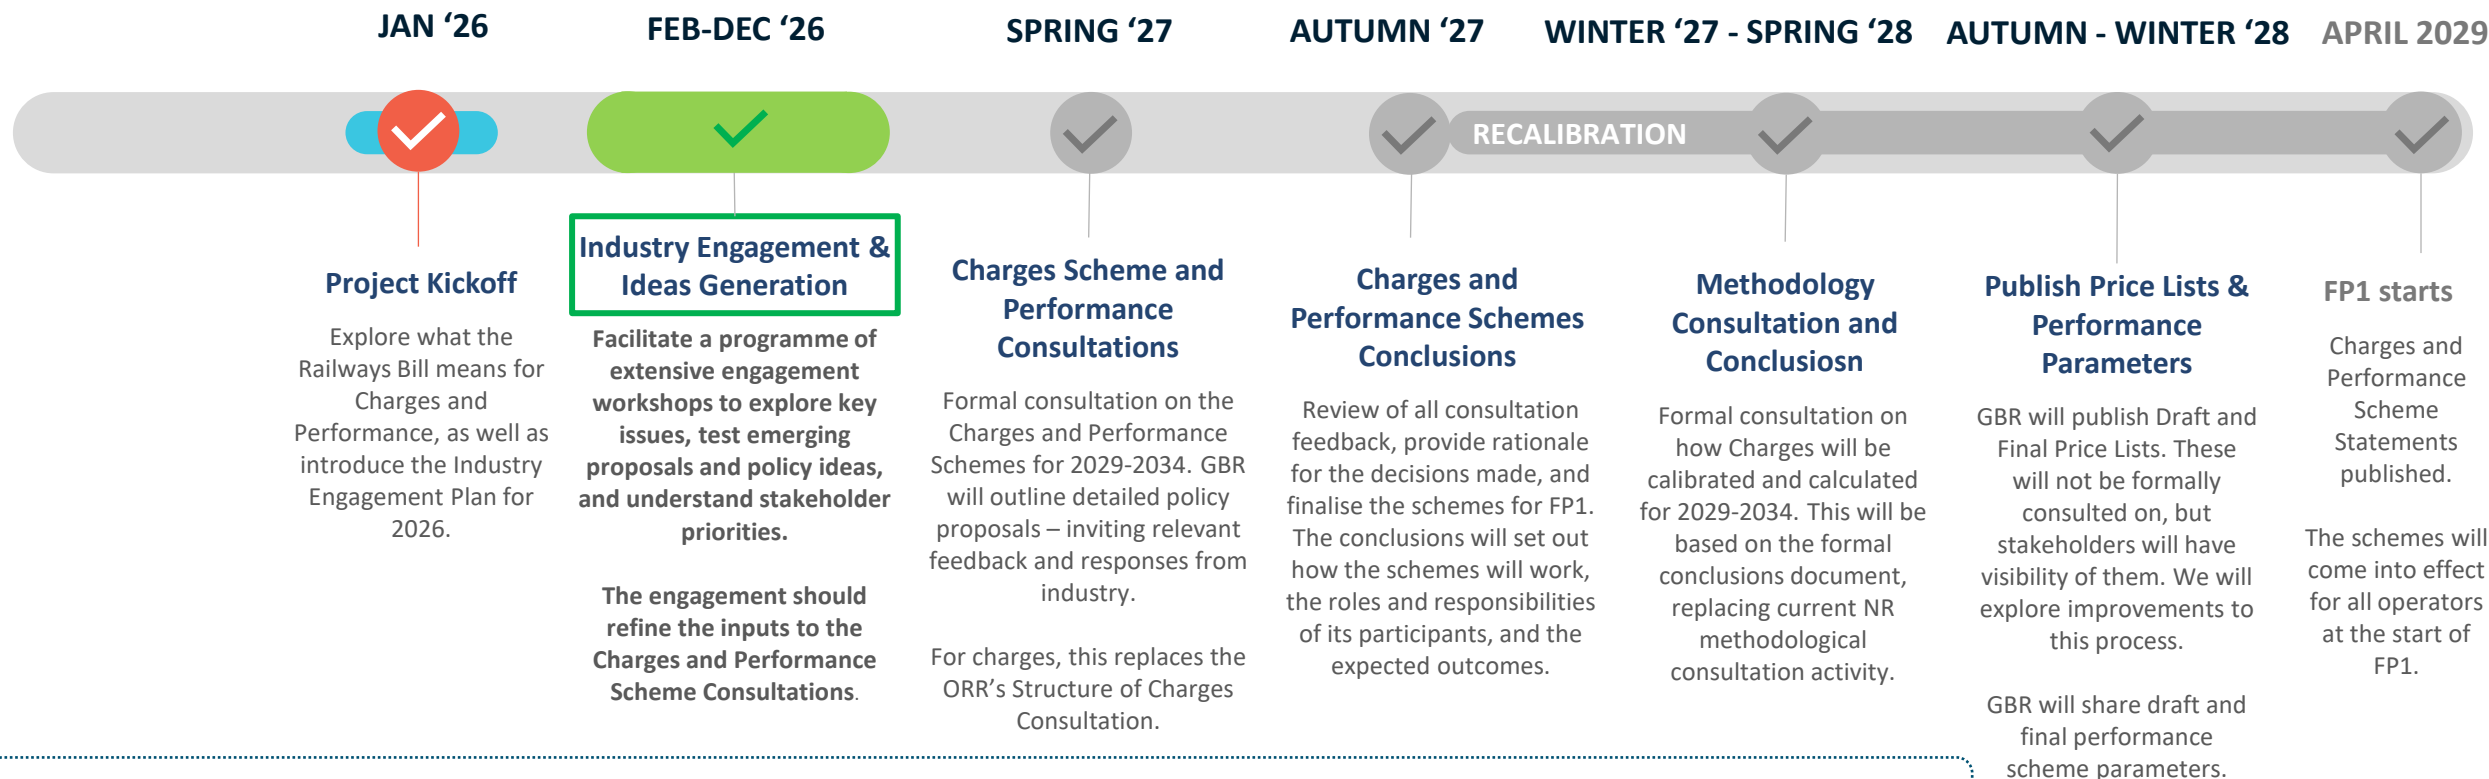 JAN ‘26
FEB-DEC ‘26
SPRING ‘27
AUTUMN ‘27
WINTER ‘27 - SPRING ‘28
AUTUMN - WINTER ‘28
APRIL 2029
RECALIBRATION
Project Kickoff
Explore what the
Railways Bill means for
Charges and
Performance, as well as
introduce the Industry
Engagement Plan for
2026.
Industry Engagement &
Ideas Generation
Facilitate a programme of
extensive engagement
workshops to explore key
issues, test emerging
proposals and policy ideas,
and understand stakeholder
priorities.
The engagement should
refine the inputs to the
Charges and Performance
Scheme Consultations.
Charges Scheme and
Performance
Consultations
Formal consultation on the
Charges and Performance
Schemes for 2029-2034. GBR
will outline detailed policy
proposals – inviting relevant
feedback and responses from
industry.
For charges, this replaces the
ORR’s Structure of Charges
Consultation.
Charges and
Performance Schemes
Conclusions
Review of all consultation
feedback, provide rationale
for the decisions made, and
finalise the schemes for FP1.
The conclusions will set out
how the schemes will work,
the roles and responsibilities
of its participants, and the
expected outcomes.
Methodology
Consultation and
Conclusiosn
Formal consultation on
how Charges will be
calibrated and calculated
for 2029-2034. This will be
based on the formal
conclusions document,
replacing current NR
methodological
consultation activity.
Publish Price Lists &
Performance
Parameters
GBR will publish Draft and
Final Price Lists. These
will not be formally
consulted on, but
stakeholders will have
visibility of them. We will
explore improvements to
this process.
GBR will share draft and
final performance
scheme parameters.
FP1 starts
Charges and
Performance
Scheme
Statements
published.
The schemes will
come into effect
for all operators
at the start of
FP1.